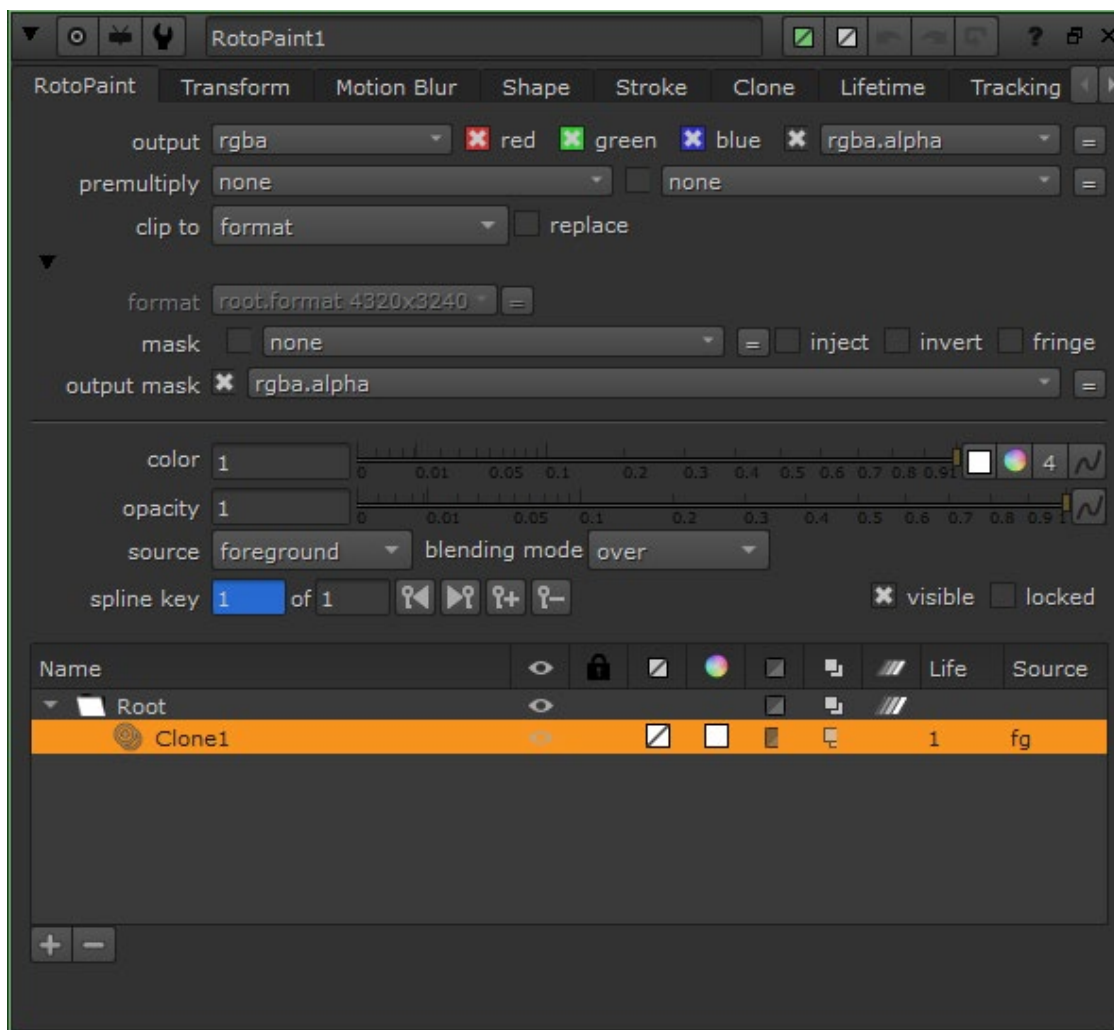 RotoPaint1 ?
RotoPaint Transform Motion Blur Shape Stroke Clone Lifetime Tracking
output rgba red green blue rgba.alpha =
premultiply none none =
clip to format replace
format root.format 4320x3240 =
mask none = inject invert fringe
output mask rgba.alpha =
color 1 4
0 0.01 0.05 0.1 0.2 0.3 0.4 0.5 0.6 0.7 0.8 0.9 1
opacity 1
0 0.01 0.05 0.1 0.2 0.3 0.4 0.5 0.6 0.7 0.8 0.9 1
source foreground blending mode over
spline key 1 of 1 visible locked
Name Life Source
Root
Clone1 1 fg